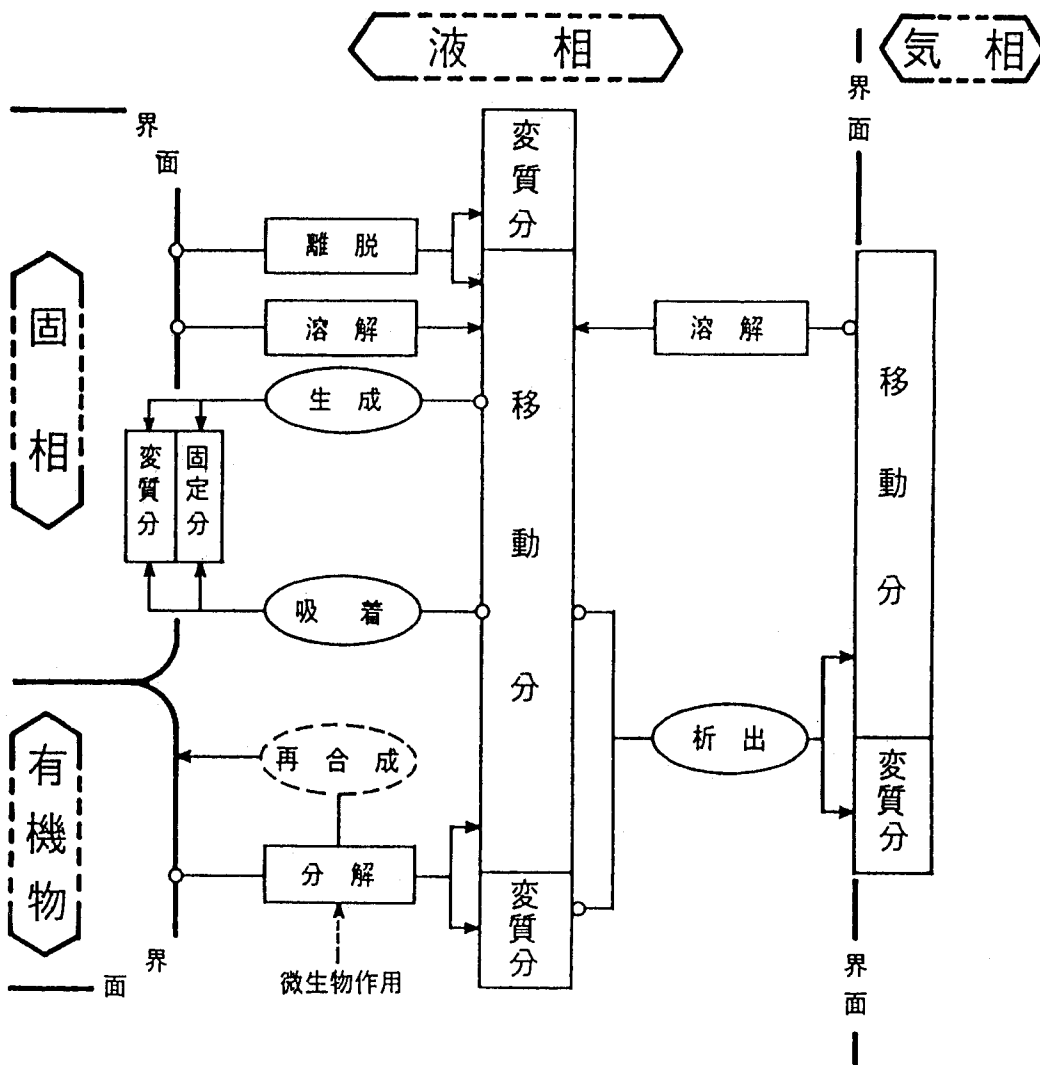 液相
気相
界面
界面
変質分
離脱
固相
溶解
溶解
生成
移動分
移動分
変質分
固定分
吸着
析出
再合成
有機物
変質分
分解
変質分
界面
微生物作用
界面